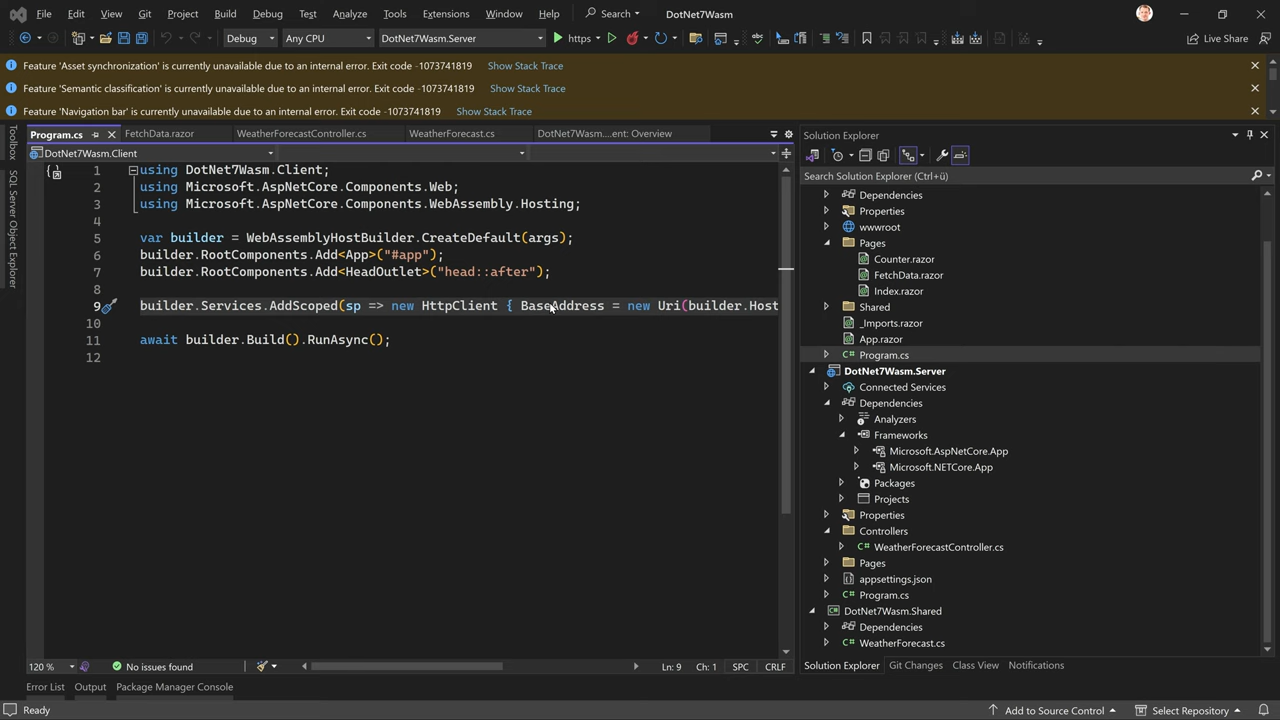 File Edit View Git Project Build Debug Test Analyze Tools Extensions Window Help Search DotNet7Wasm
Debug Any CPU DotNet7Wasm.Server https Live Share
Feature 'Asset synchronization' is currently unavailable due to an internal error. Exit code -1073741819 Show Stack Trace
Feature 'Semantic classification' is currently unavailable due to an internal error. Exit code -1073741819 Show Stack Trace
Feature 'Navigation bar' is currently unavailable due to an internal error. Exit code -1073741819 Show Stack Trace
Toolbox
SQL Server Object Explorer
Program.cs FetchData.razor WeatherForecastController.cs WeatherForecast.cs DotNet7Wasm....ent: Overview
DotNet7Wasm.Client
1 using DotNet7Wasm.Client;
2 using Microsoft.AspNetCore.Components.Web;
3 using Microsoft.AspNetCore.Components.WebAssembly.Hosting;
4
5 var builder = WebAssemblyHostBuilder.CreateDefault(args);
6 builder.RootComponents.Add<App>("#app");
7 builder.RootComponents.Add<HeadOutlet>("head::after");
8
9 builder.Services.AddScoped(sp => new HttpClient { BaseAddress = new Uri(builder.Host
10
11 await builder.Build().RunAsync();
12
120 % No issues found Ln: 9 Ch: 1 SPC CRLF
Solution Explorer
Search Solution Explorer (Ctrl+ü)
Dependencies
Properties
wwwroot
Pages
Counter.razor
FetchData.razor
Index.razor
Shared
_Imports.razor
App.razor
C# Program.cs
DotNet7Wasm.Server
Connected Services
Dependencies
Analyzers
Frameworks
Microsoft.AspNetCore.App
Microsoft.NETCore.App
Packages
Projects
Properties
Controllers
C# WeatherForecastController.cs
Pages
appsettings.json
C# Program.cs
C# DotNet7Wasm.Shared
Dependencies
C# WeatherForecast.cs
Solution Explorer Git Changes Class View Notifications
Error List Output Package Manager Console
Ready Add to Source Control Select Repository